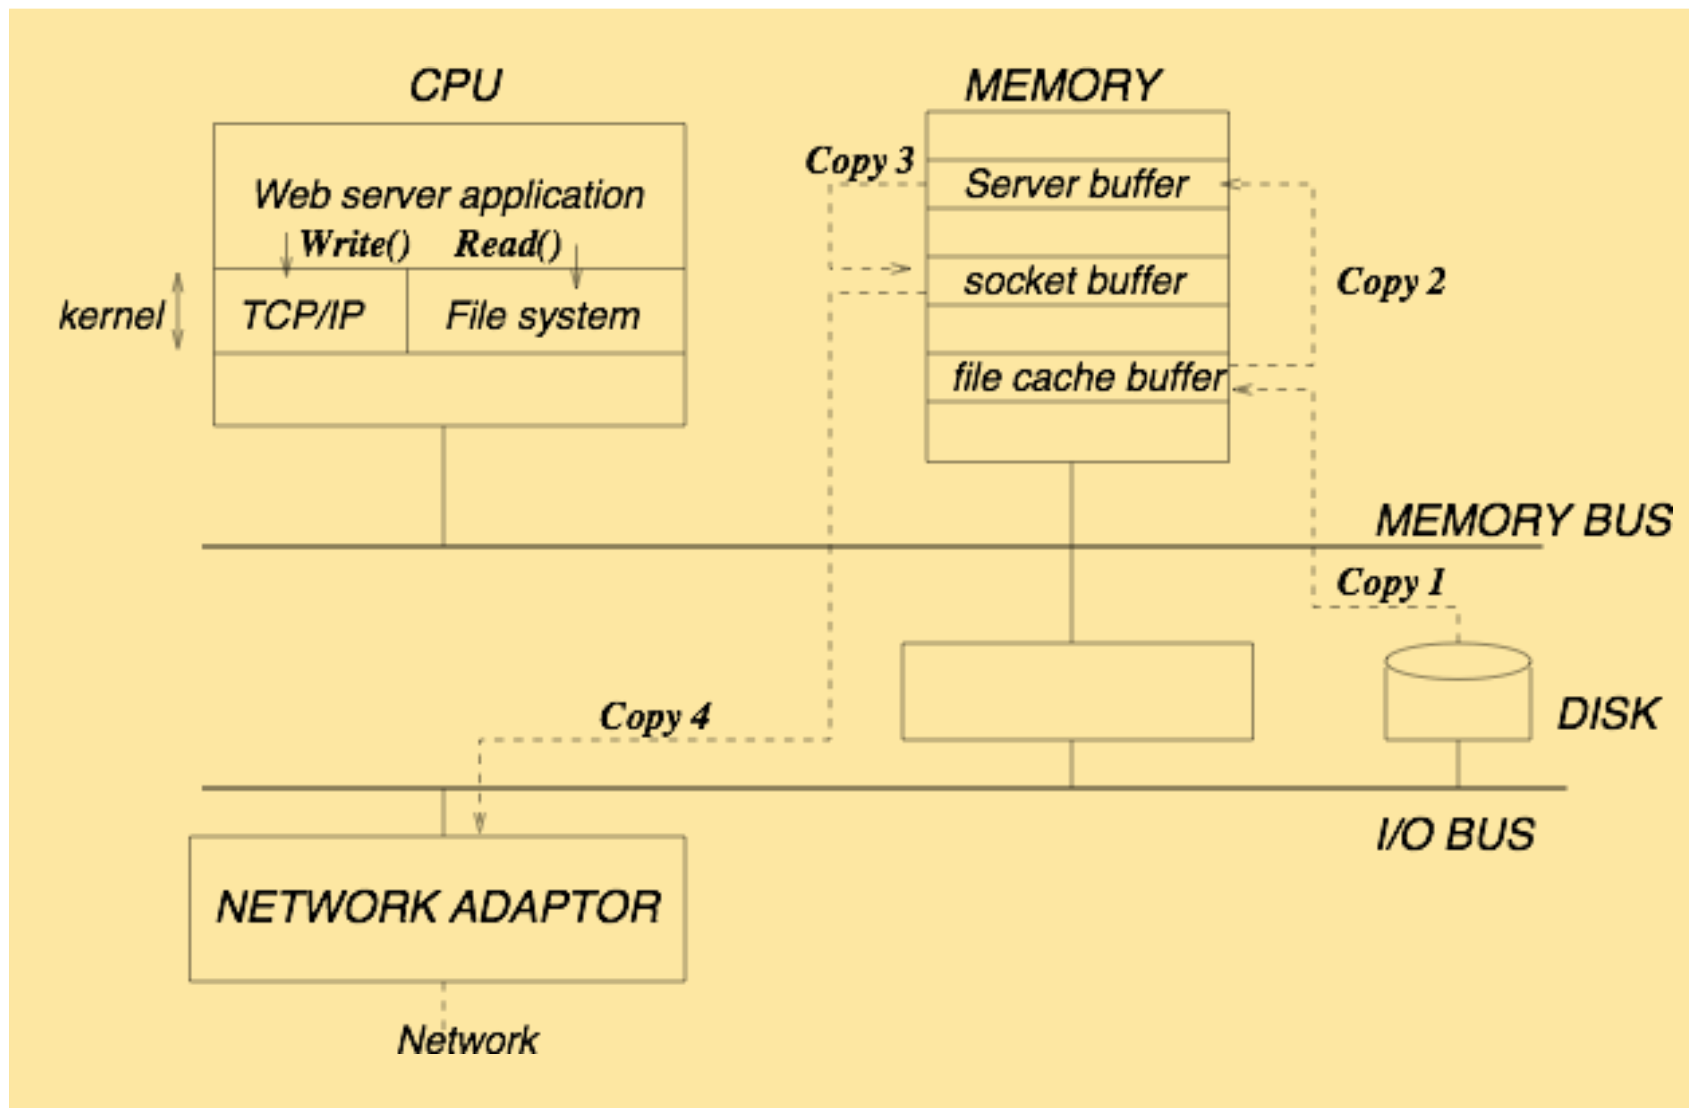 CPU
MEMORY
Copy 3
Web server application
Server buffer
Write()
Read()
socket buffer
Copy 2
kernel
TCP/IP
File system
file cache buffer
MEMORY BUS
Copy 1
Copy 4
DISK
I/O BUS
NETWORK ADAPTOR
Network